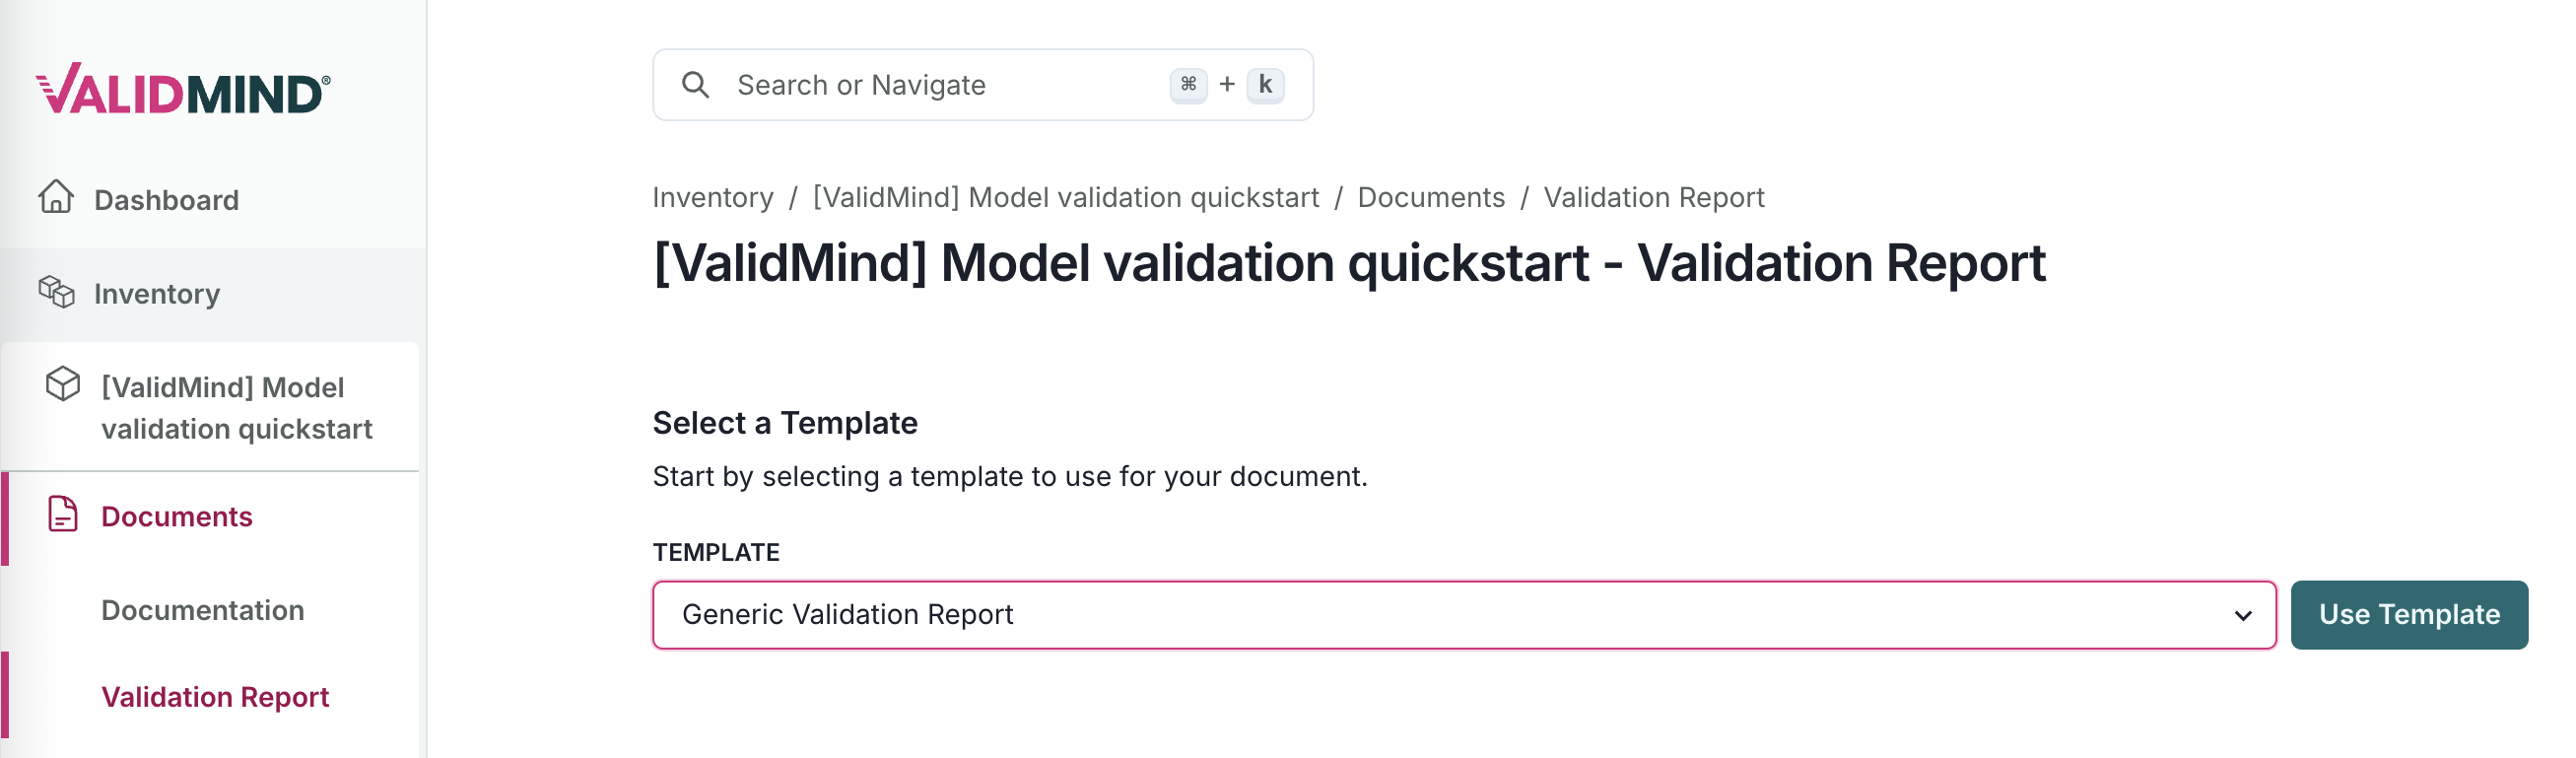 VALIDMIND®
Dashboard
Inventory
[ValidMind] Model
validation quickstart
Documents
Documentation
Validation Report
Search or Navigate ⌘ + k
Inventory / [ValidMind] Model validation quickstart / Documents / Validation Report
[ValidMind] Model validation quickstart - Validation Report
Select a Template
Start by selecting a template to use for your document.
TEMPLATE
Generic Validation Report
Use Template